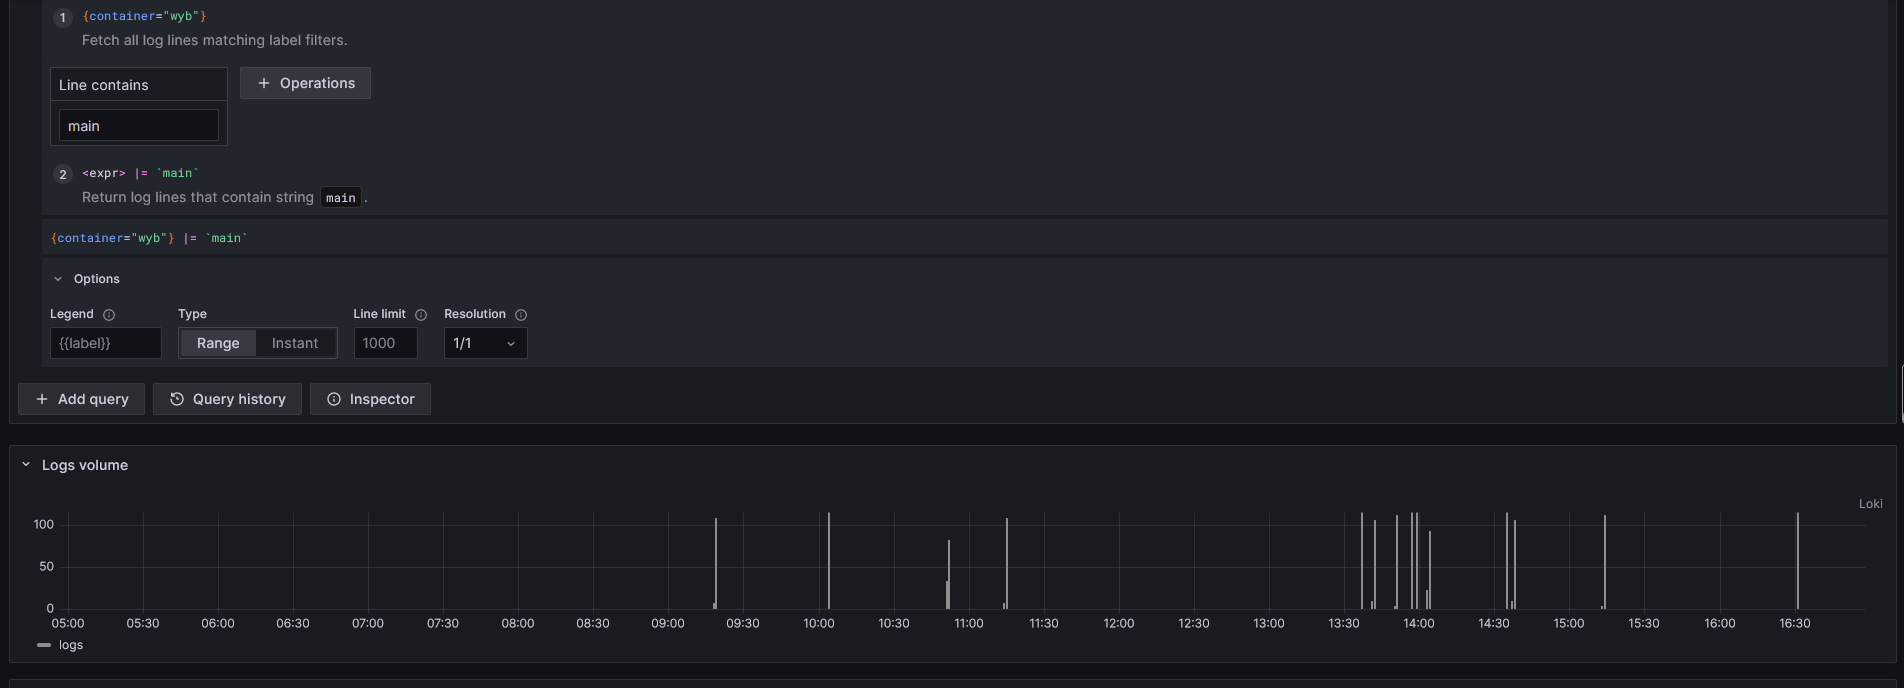 1 {container="wyb"}
Fetch all log lines matching label filters.
Line contains
+ Operations
main
2 <expr> |= `main`
Return log lines that contain string main .
{container="wyb"} |= `main`
Options
Legend Type Line limit Resolution
{{label}} Range Instant 1000 1/1
+ Add query Query history Inspector
Logs volume
Loki
100
50
0
05:00 05:30 06:00 06:30 07:00 07:30 08:00 08:30 09:00 09:30 10:00 10:30 11:00 11:30 12:00 12:30 13:00 13:30 14:00 14:30 15:00 15:30 16:00 16:30
logs